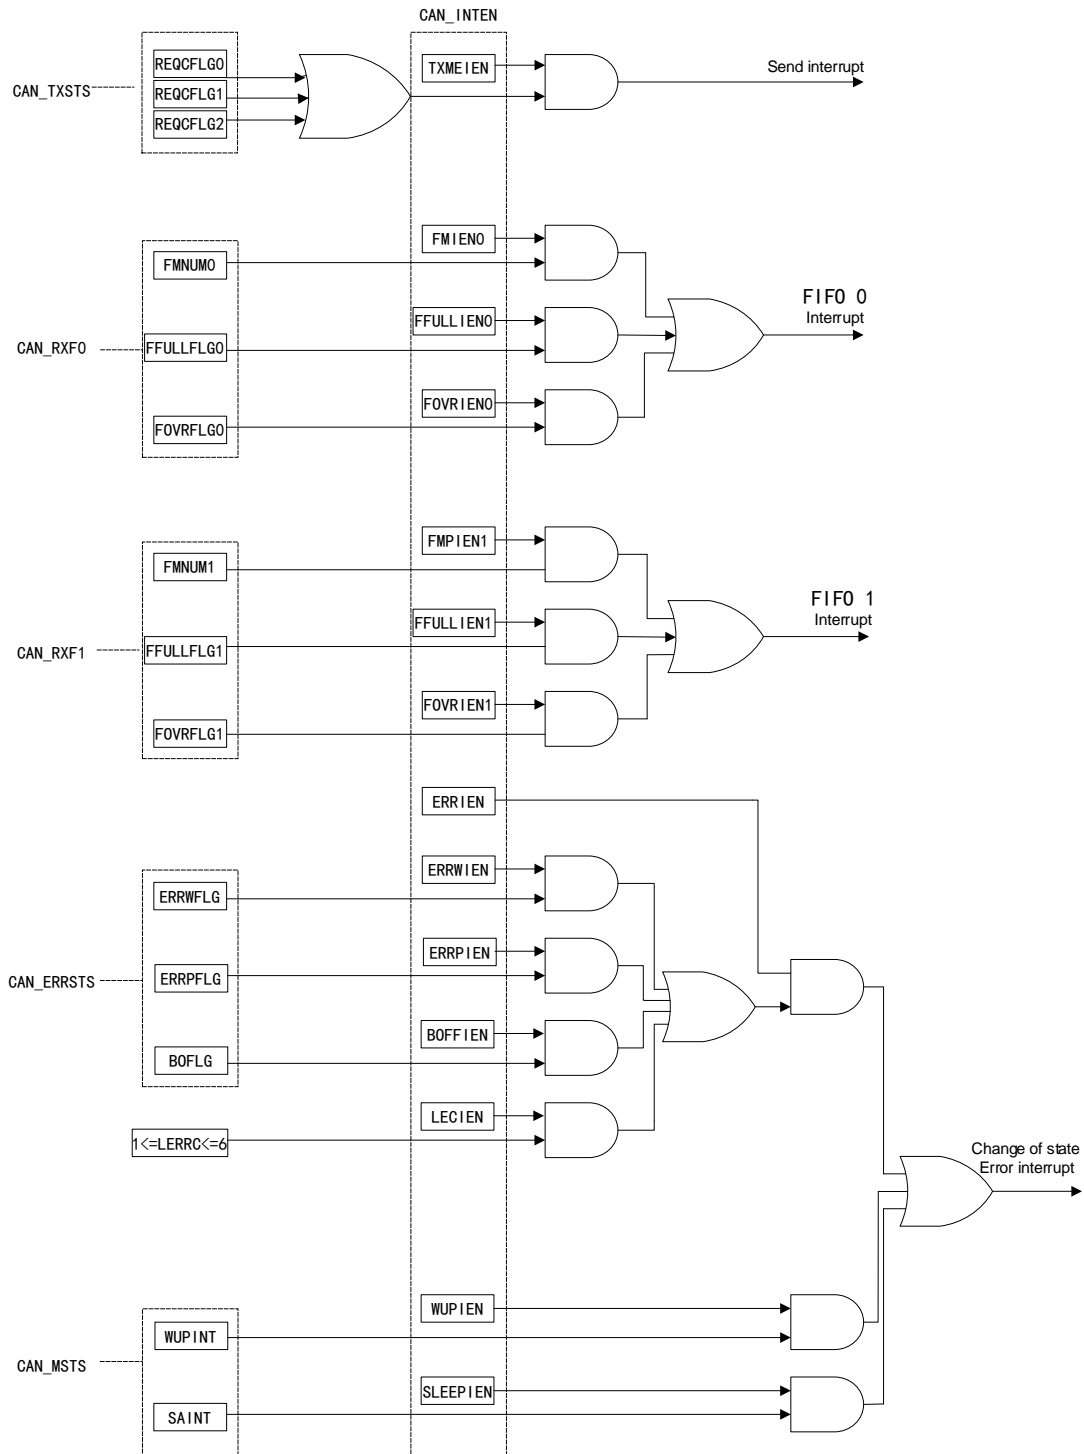 CAN_INTEN
REQCFLG0
TXMEIEN
Send interrupt
CAN_TXSTS
REQCFLG1
REQCFLG2
FMIEN0
FMNUM0
FIFO 0
Interrupt
FFULLIEN0
CAN_RXF0
FFULLFLG0
FOVRIEN0
FOVRFLG0
FMPIEN1
FMNUM1
FIFO 1
Interrupt
FFULLIEN1
CAN_RXF1
FFULLFLG1
FOVRIEN1
FOVRFLG1
ERRIEN
ERRWIEN
ERRWFLG
ERRPIEN
CAN_ERRSTS
ERRPFLG
BOFFIEN
BOFLG
LECIEN
1<=LERRC<=6
Change of state
Error interrupt
WUPIEN
WUPINT
CAN_MSTS
SLEEPIEN
SAINT